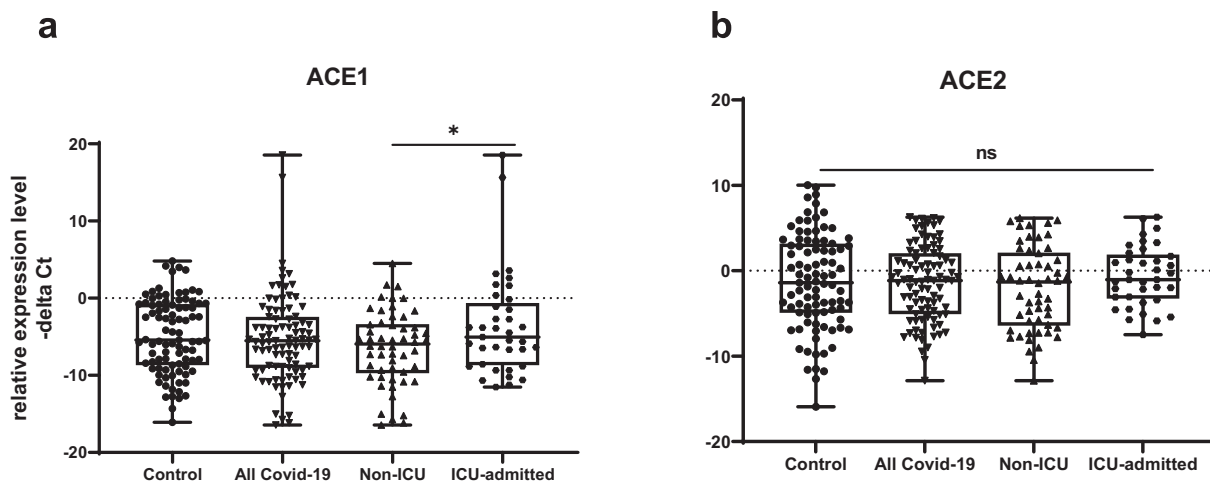 a
ACE1
relative expression level
-delta Ct
20
10
0
-10
-20
*
Control
All Covid-19
Non-ICU
ICU-admitted
b
ACE2
20
10
0
-10
-20
ns
Control
All Covid-19
Non-ICU
ICU-admitted